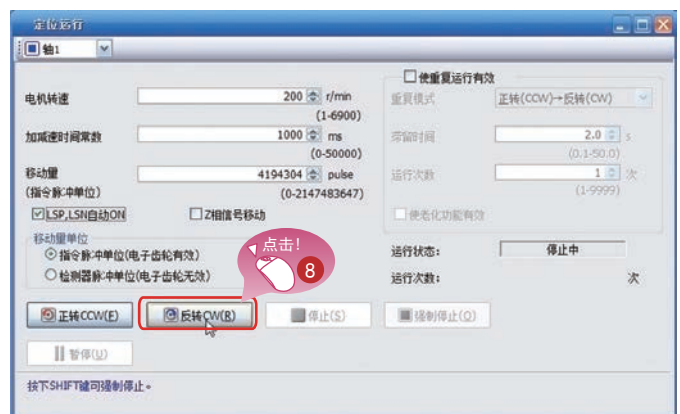 定位运行
轴1
使重复运行有效
电机转速 200 r/min
(1-6900)
重复模式 正转(CCW)→反转(CW)
加减速时间常数 1000 ms
(0-50000)
滞留时间 2.0 s
(0.1-50.0)
移动量 4194304 pulse
(指令脉冲单位) (0-2147483647)
运行次数 1 次
(1-9999)
LSP,LSN自动ON Z相信号移动
使老化功能有效
移动量单位
指令脉冲单位(电子齿轮有效)
检测器脉冲单位(电子齿轮无效)
点击!
8
运行状态: 停止中
运行次数: 次
正转CCW(F) 反转CW(R) 停止(S) 强制停止(O)
暂停(U)
按下SHIFT键可强制停止。